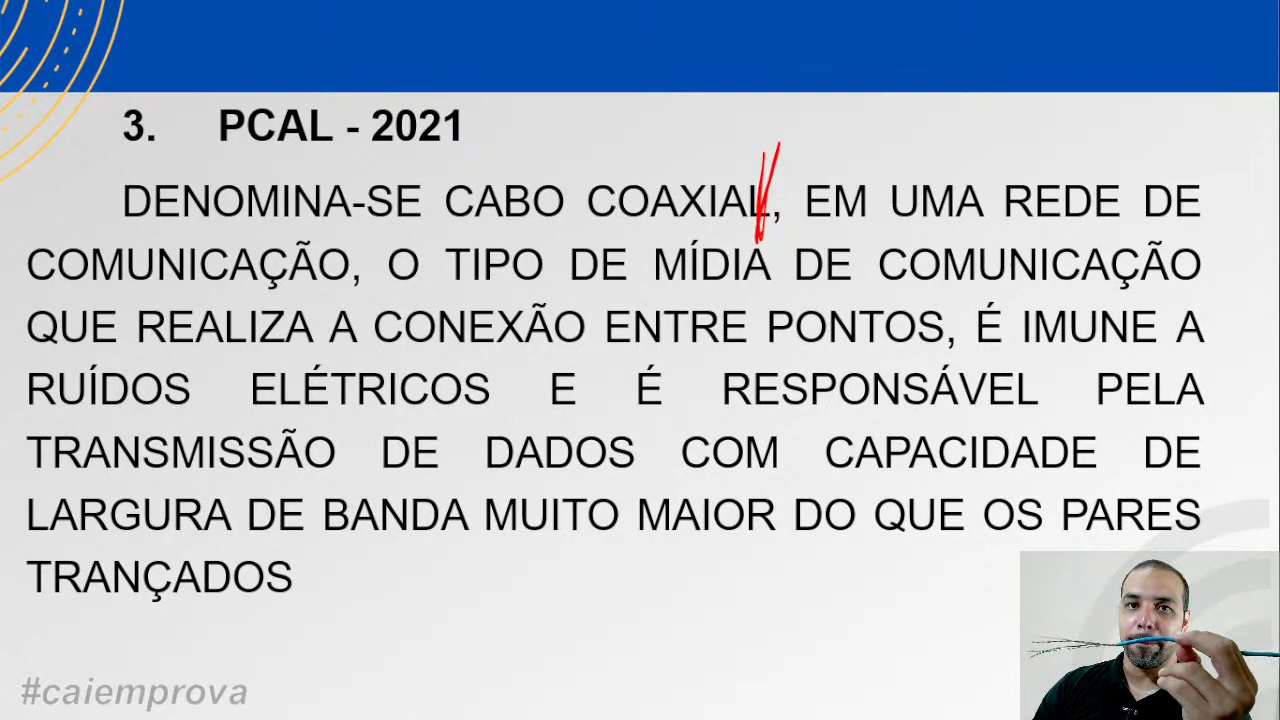 3. PCAL - 2021
DENOMINA-SE CABO COAXIAL, EM UMA REDE DE
COMUNICAÇÃO, O TIPO DE MÍDIA DE COMUNICAÇÃO
QUE REALIZA A CONEXÃO ENTRE PONTOS, É IMUNE A
RUÍDOS ELÉTRICOS E É RESPONSÁVEL PELA
TRANSMISSÃO DE DADOS COM CAPACIDADE DE
LARGURA DE BANDA MUITO MAIOR DO QUE OS PARES
TRANÇADOS
#caiemprova